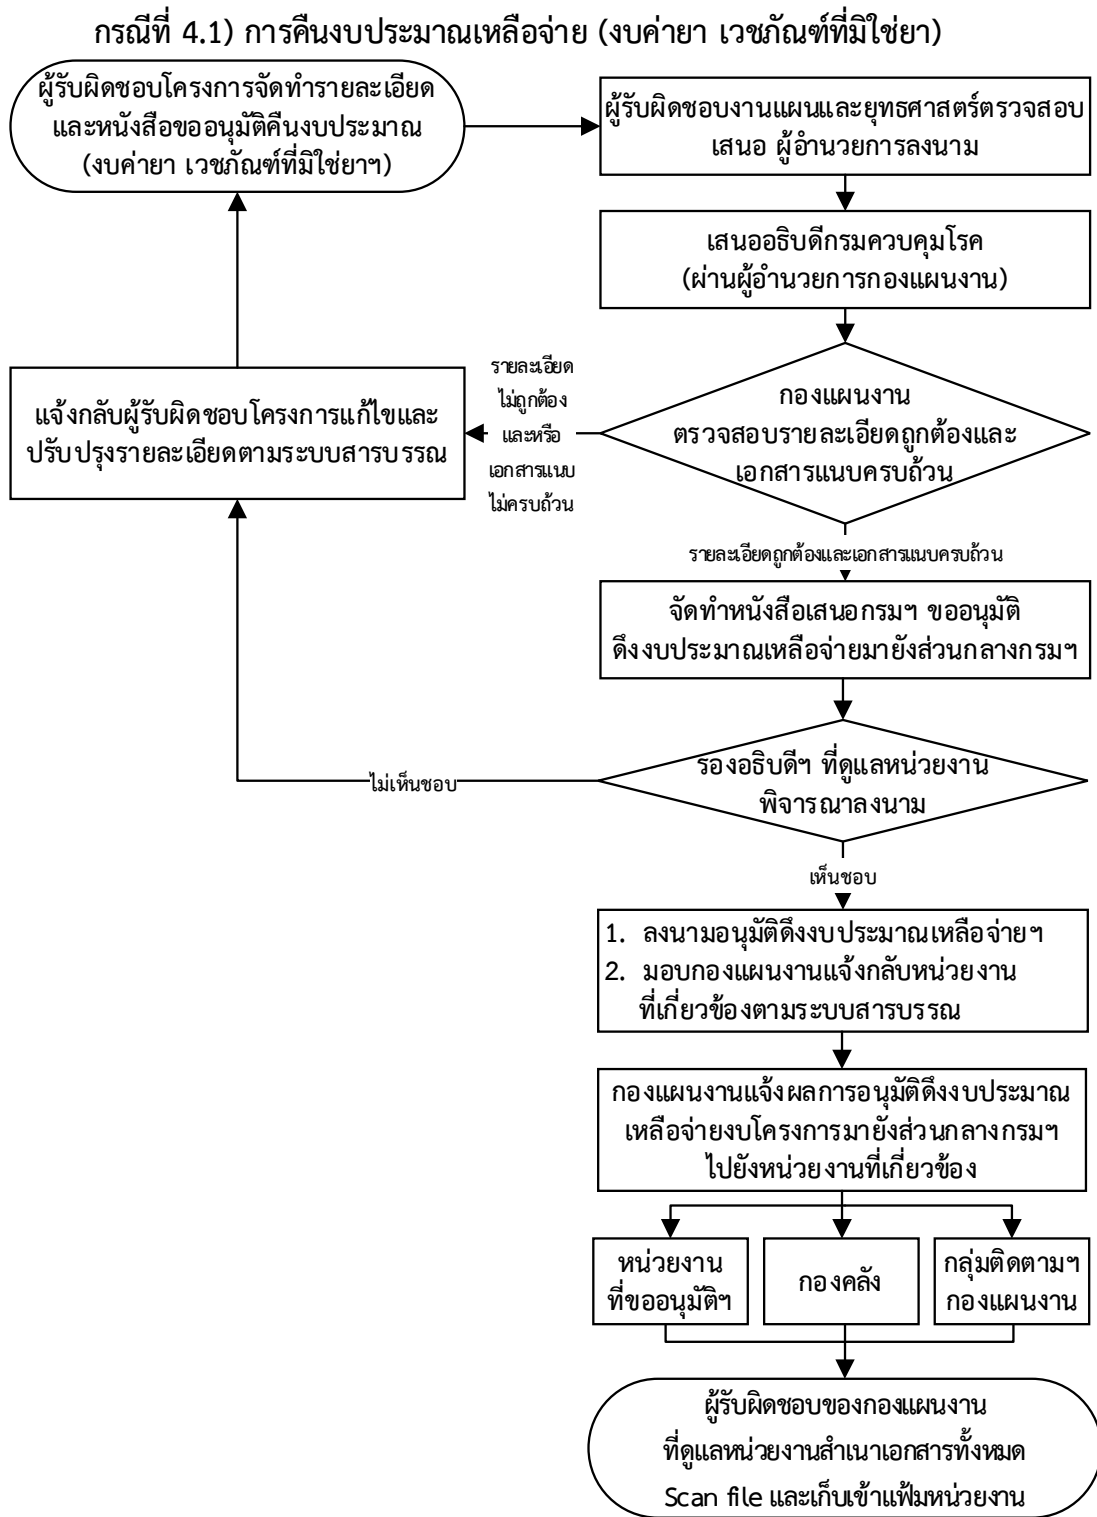 กรณีที่ 4.1) การคืนงบประมาณเหลือจ่าย (งบค่ายา เวชภัณฑ์ที่มิใช่ยา)
ผู้รับผิดชอบโครงการจัดทำรายละเอียด
และหนังสือขออนุมัติคืนงบประมาณ
(งบค่ายา เวชภัณฑ์ที่มิใช่ยาฯ)
ผู้รับผิดชอบงานแผนและยุทธศาสตร์ตรวจสอบ
เสนอ ผู้อำนวยการลงนาม
เสนออธิบดีกรมควบคุมโรค
(ผ่านผู้อำนวยการกองแผนงาน)
กองแผนงาน
ตรวจสอบรายละเอียดถูกต้องและ
เอกสารแนบครบถ้วน
รายละเอียด
ไม่ถูกต้อง
และหรือ
เอกสารแนบ
ไม่ครบถ้วน
แจ้งกลับผู้รับผิดชอบโครงการแก้ไขและ
ปรับปรุงรายละเอียดตามระบบสารบรรณ
รายละเอียดถูกต้องและเอกสารแนบครบถ้วน
จัดทำหนังสือเสนอกรมฯ ขออนุมัติ
ดึงงบประมาณเหลือจ่ายมายังส่วนกลางกรมฯ
รองอธิบดีฯ ที่ดูแลหน่วยงาน
พิจารณาลงนาม
ไม่เห็นชอบ
เห็นชอบ
1. ลงนามอนุมัติดึงงบประมาณเหลือจ่ายฯ
2. มอบกองแผนงานแจ้งกลับหน่วยงาน
ที่เกี่ยวข้องตามระบบสารบรรณ
กองแผนงานแจ้งผลการอนุมัติดึงงบประมาณ
เหลือจ่ายงบโครงการมายังส่วนกลางกรมฯ
ไปยังหน่วยงานที่เกี่ยวข้อง
หน่วยงาน
ที่ขออนุมัติฯ
กองคลัง
กลุ่มติดตามฯ
กองแผนงาน
ผู้รับผิดชอบของกองแผนงาน
ที่ดูแลหน่วยงานสำเนาเอกสารทั้งหมด
Scan file และเก็บเข้าแฟ้มหน่วยงาน